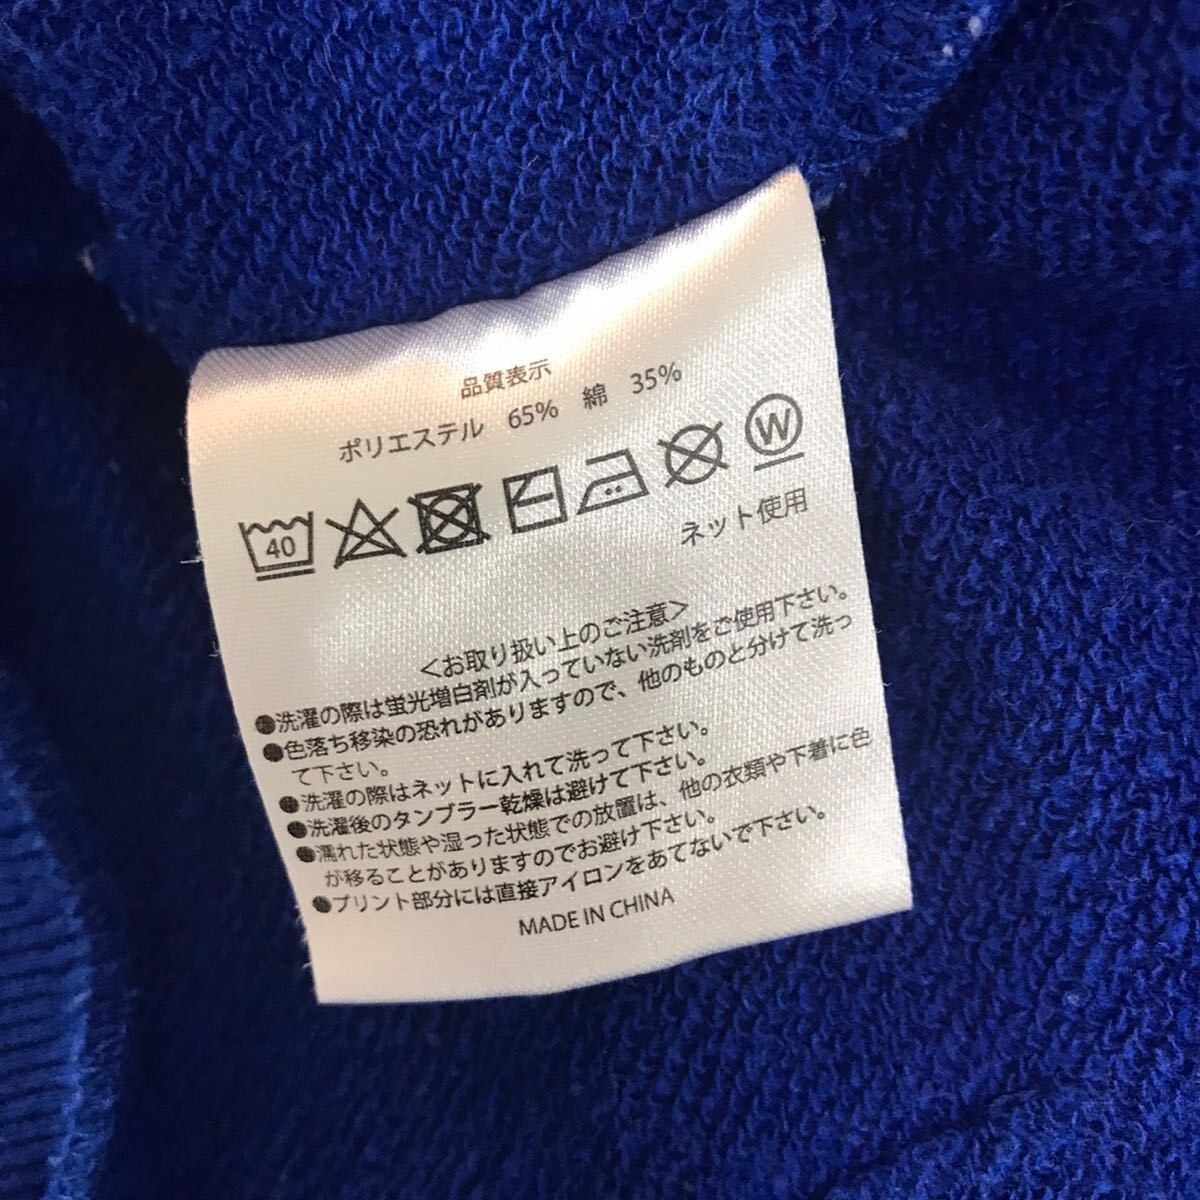 品質表示
ポリエステル 65% 綿 35%
40 W
ネット使用
<お取り扱い上のご注意>
●洗濯の際は蛍光増白剤が入っていない洗剤をご使用下さい。
●色落ち移染の恐れがありますので、他のものと分けて洗っ
て下さい。
●洗濯の際はネットに入れて洗って下さい。
●洗濯後のタンブラー乾燥は避けて下さい。
●濡れた状態や湿った状態での放置は、他の衣類や下着に色
が移ることがありますのでお避け下さい。
●プリント部分には直接アイロンをあてないで下さい。
MADE IN CHINA